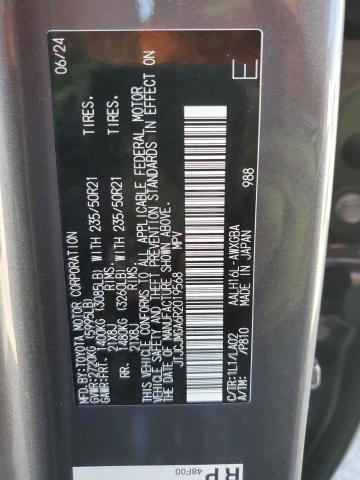 06/24
MFD.BY:TOYOTA MOTOR CORPORATION
GVWR:2720KG (5995LB)
GAWR:FRT. 1400KG (3085LB) WITH 235/50R21 TIRES.
21X8J RIMS
RR. 1480KG (3260LB) WITH 235/50R21 TIRES.
21X8J RIMS
THIS VEHICLE CONFORMS TO ALL APPLICABLE FEDERAL MOTOR
VEHICLE SAFETY AND THEFT PREVENTION STANDARDS IN EFFECT
ON THE DATE OF MANUFACTURE SHOWN ABOVE.
MPV
E
C/TR:1L1/LA02 AALH16L-AWXGBA
A/TM: /P810 MADE IN JAPAN
988
RP
48F00